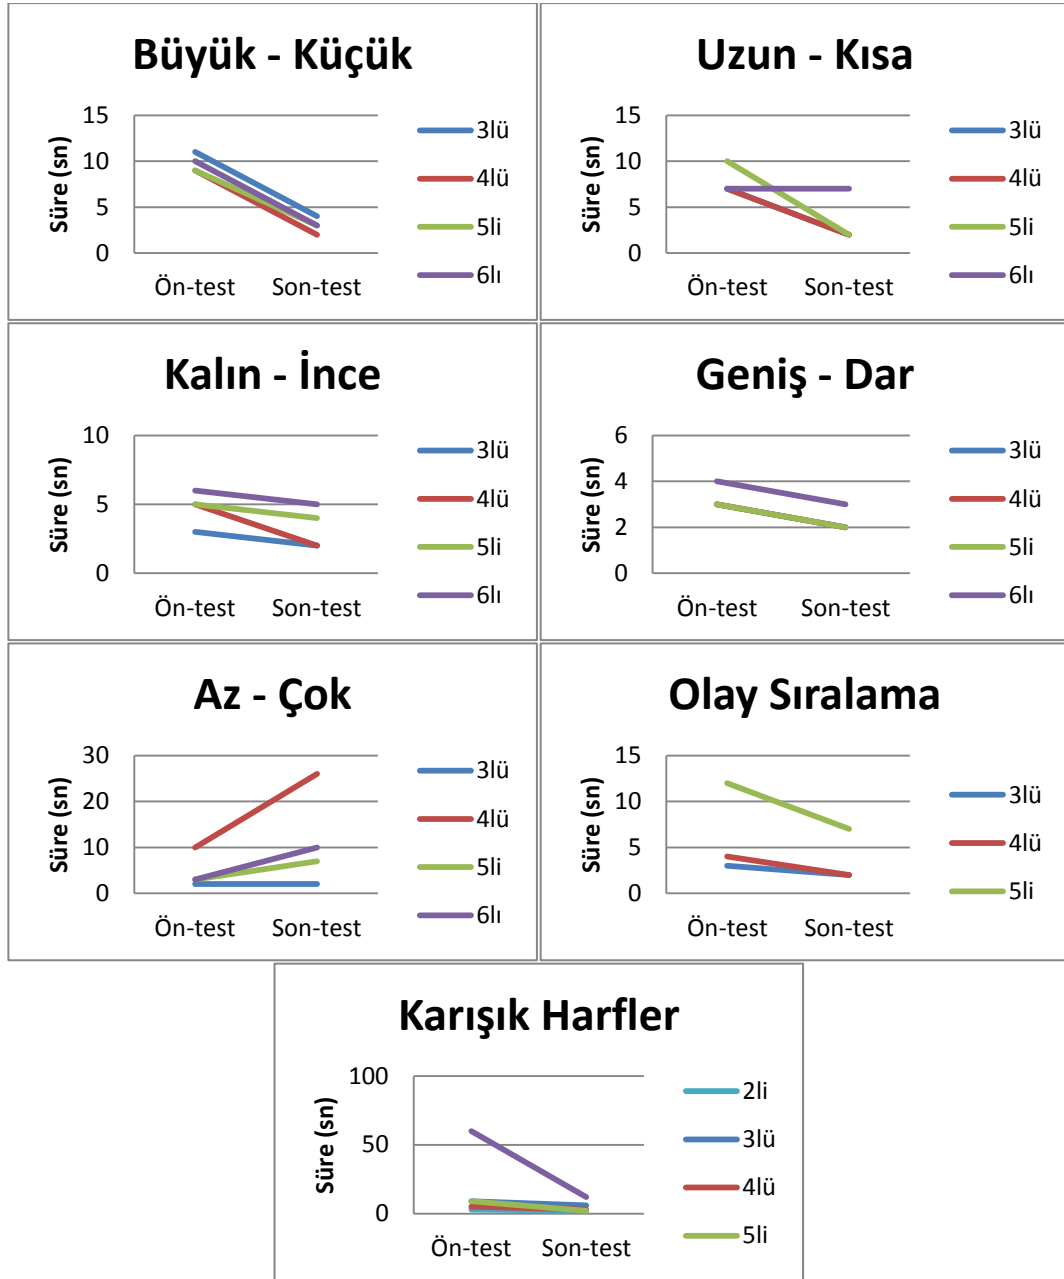 Büyük - Küçük
Süre (sn)
15
10
5
0
Ön-test Son-test
3lü
4lü
5li
6lı
Uzun - Kısa
Süre (sn)
15
10
5
0
Ön-test Son-test
3lü
4lü
5li
6lı
Kalın - İnce
Süre (sn)
10
5
0
Ön-test Son-test
3lü
4lü
5li
6lı
Geniş - Dar
Süre (sn)
6
4
2
0
Ön-test Son-test
3lü
4lü
5li
6lı
Az - Çok
Süre (sn)
30
20
10
0
Ön-test Son-test
3lü
4lü
5li
6lı
Olay Sıralama
Süre (sn)
15
10
5
0
Ön-test Son-test
3lü
4lü
5li
Karışık Harfler
Süre (sn)
100
50
0
Ön-test Son-test
2li
3lü
4lü
5li